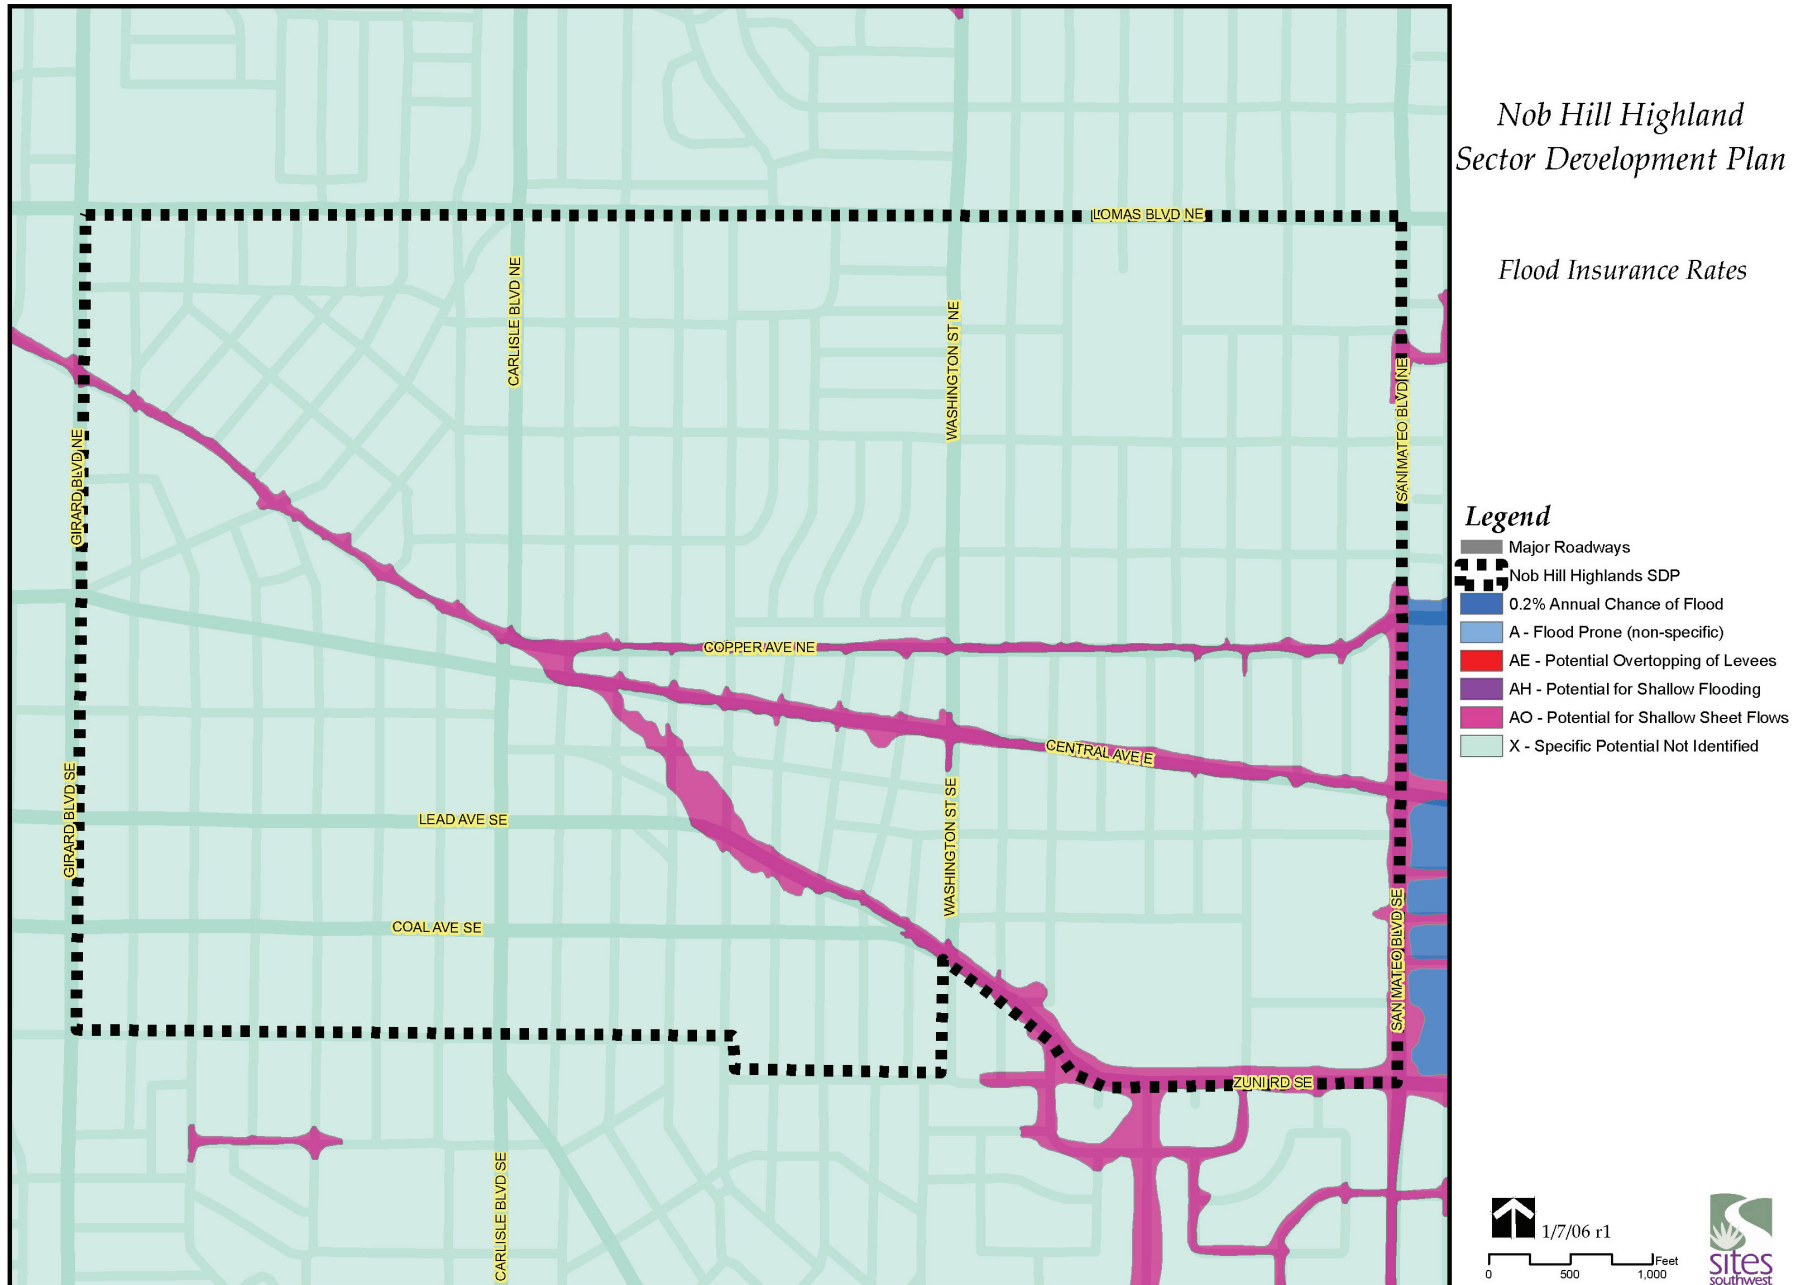 Nob Hill Highland
Sector Development Plan
Flood Insurance Rates
LOMAS BLVD NE
CARLISLE BLVD NE
WASHINGTON ST NE
SAN MATEO BLVD NE
GIRARD BLVD NE
COPPER AVE NE
CENTRAL AVE E
GIRARD BLVD SE
LEAD AVE SE
WASHINGTON ST SE
COAL AVE SE
SAN MATEO BLVD SE
ZUNI RD SE
CARLISLE BLVD SE
Legend
Major Roadways
Nob Hill Highlands SDP
0.2% Annual Chance of Flood
A - Flood Prone (non-specific)
AE - Potential Overtopping of Levees
AH - Potential for Shallow Flooding
AO - Potential for Shallow Sheet Flows
X - Specific Potential Not Identified
1/7/06 r1
Feet
0 500 1,000
sites
southwest